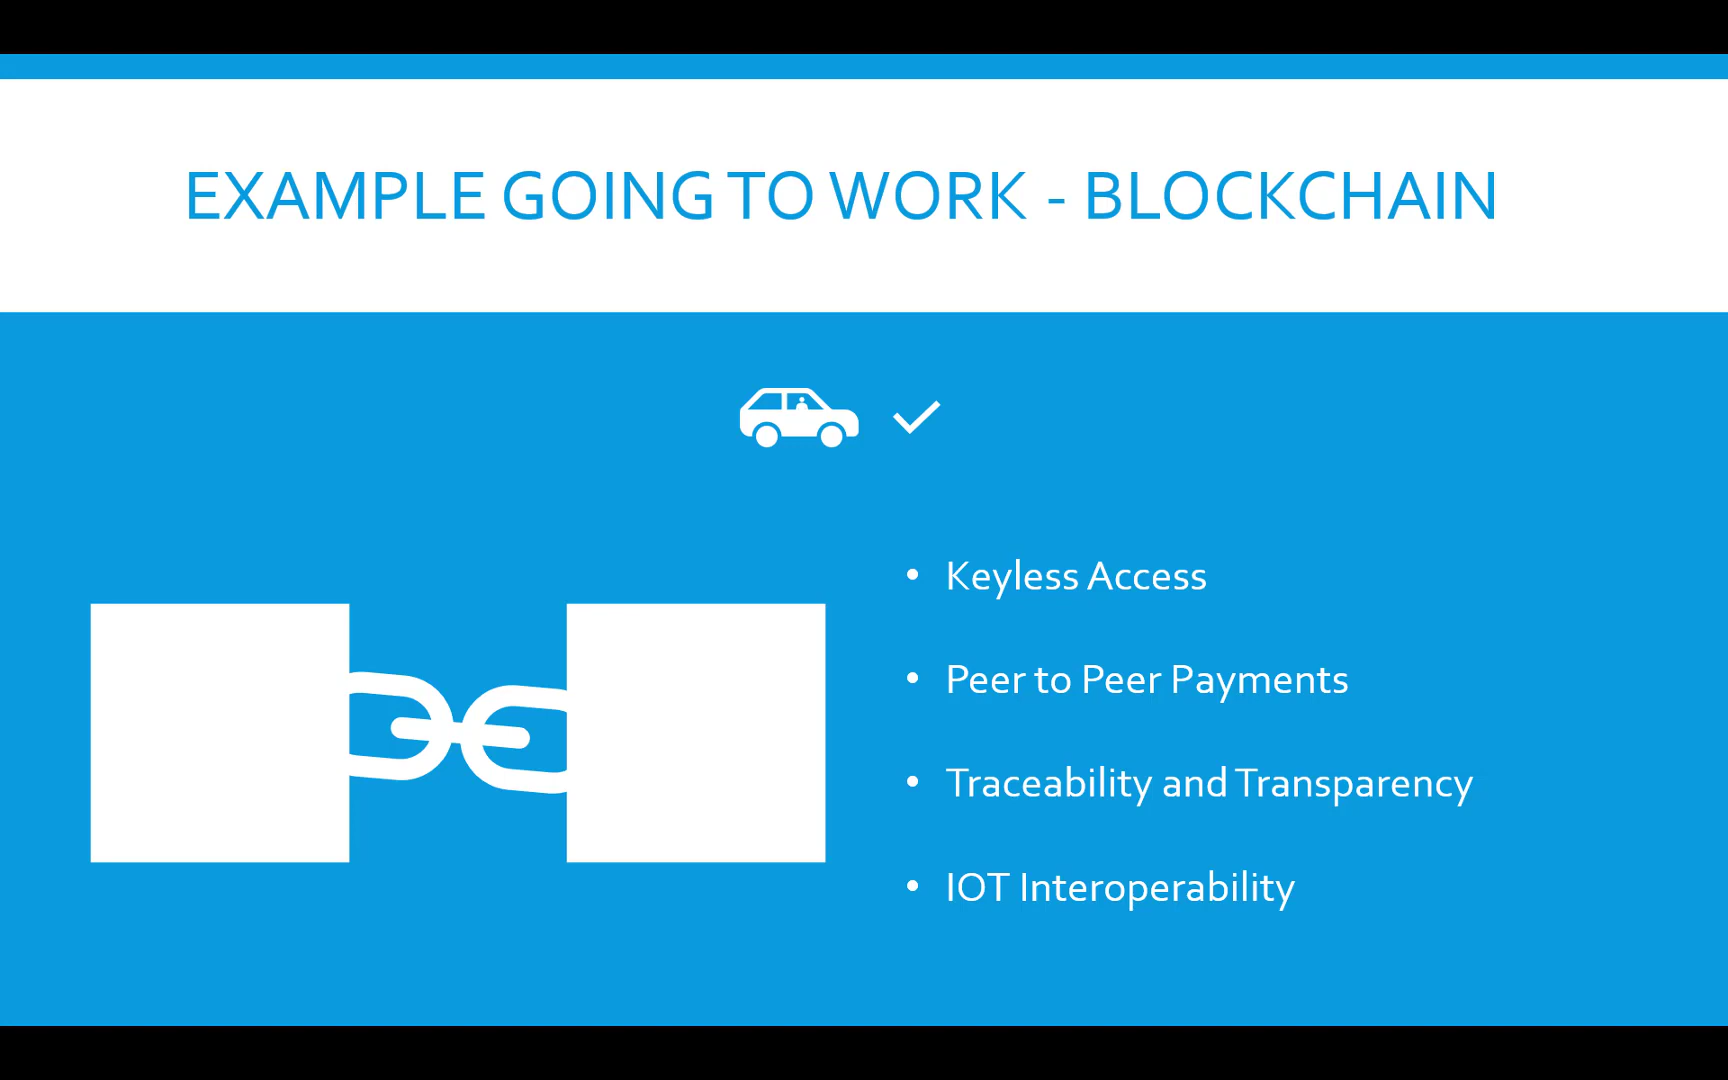 EXAMPLE GOING TO WORK - BLOCKCHAIN
• Keyless Access
• Peer to Peer Payments
• Traceability and Transparency
• IOT Interoperability